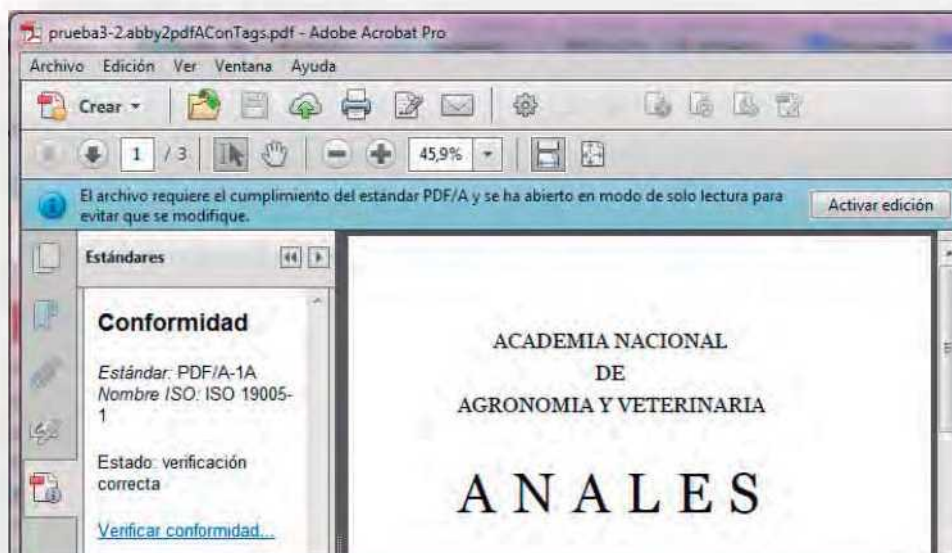 prueba3-2.abby2pdfAConTags.pdf - Adobe Acrobat Pro
Archivo Edición Ver Ventana Ayuda
Crear
1 / 3 45,9%
El archivo requiere el cumplimiento del estándar PDF/A y se ha abierto en modo de solo lectura para
evitar que se modifique.
Activar edición
Estándares
Conformidad
Estándar: PDF/A-1A
Nombre ISO: ISO 19005-
1
Estado: verificación
correcta
Verificar conformidad...
ACADEMIA NACIONAL
DE
AGRONOMIA Y VETERINARIA
A N A L E S